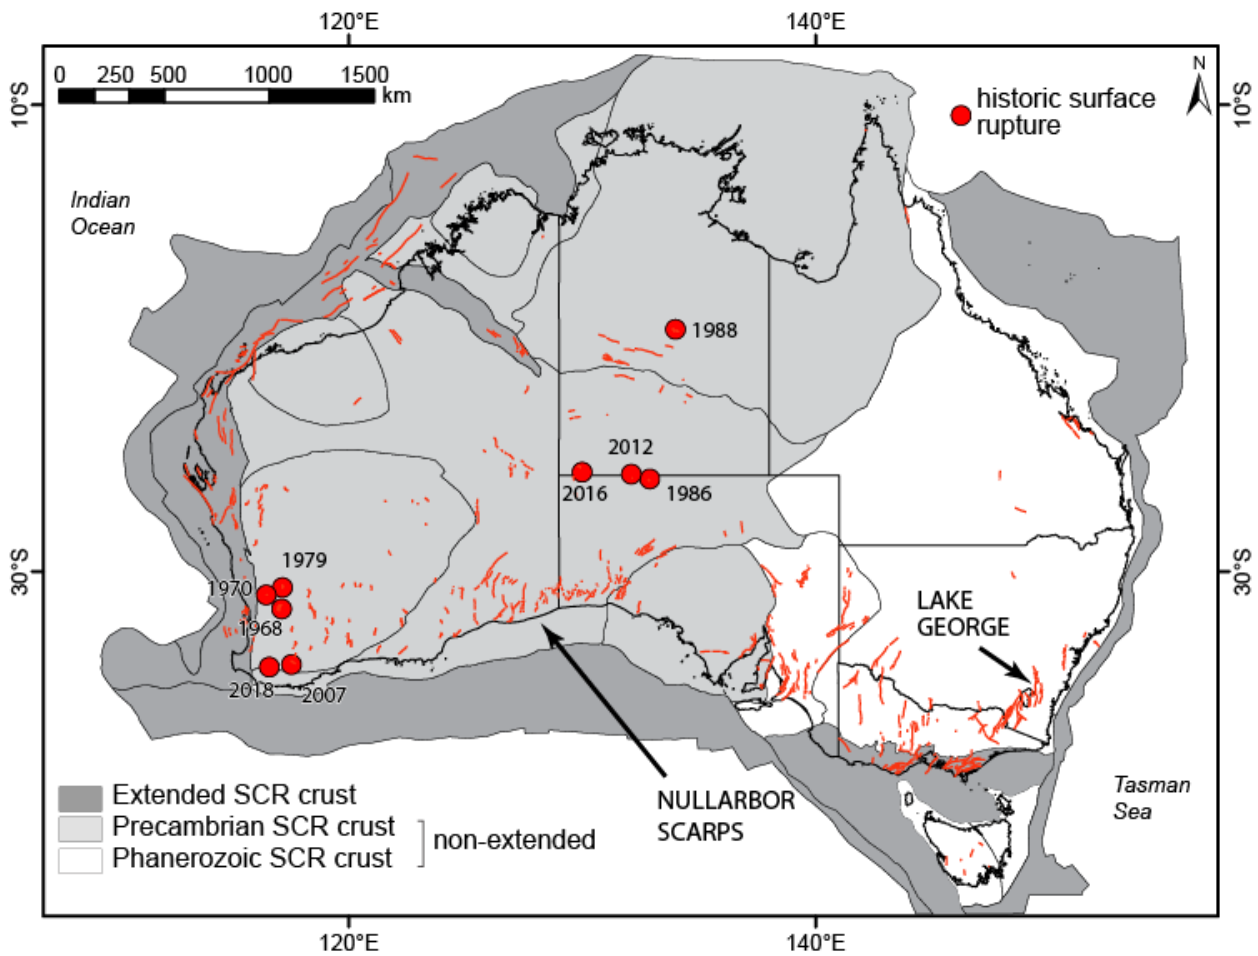 120°E
140°E
0 250 500 1000 1500
km
10°S
10°S
N
historic surface
rupture
Indian
Ocean
1988
2012
2016
1986
30°S
30°S
1979
1970
1968
2018
2007
LAKE
GEORGE
NULLARBOR
SCARPS
Tasman
Sea
Extended SCR crust
Precambrian SCR crust
non-extended
Phanerozoic SCR crust
120°E
140°E